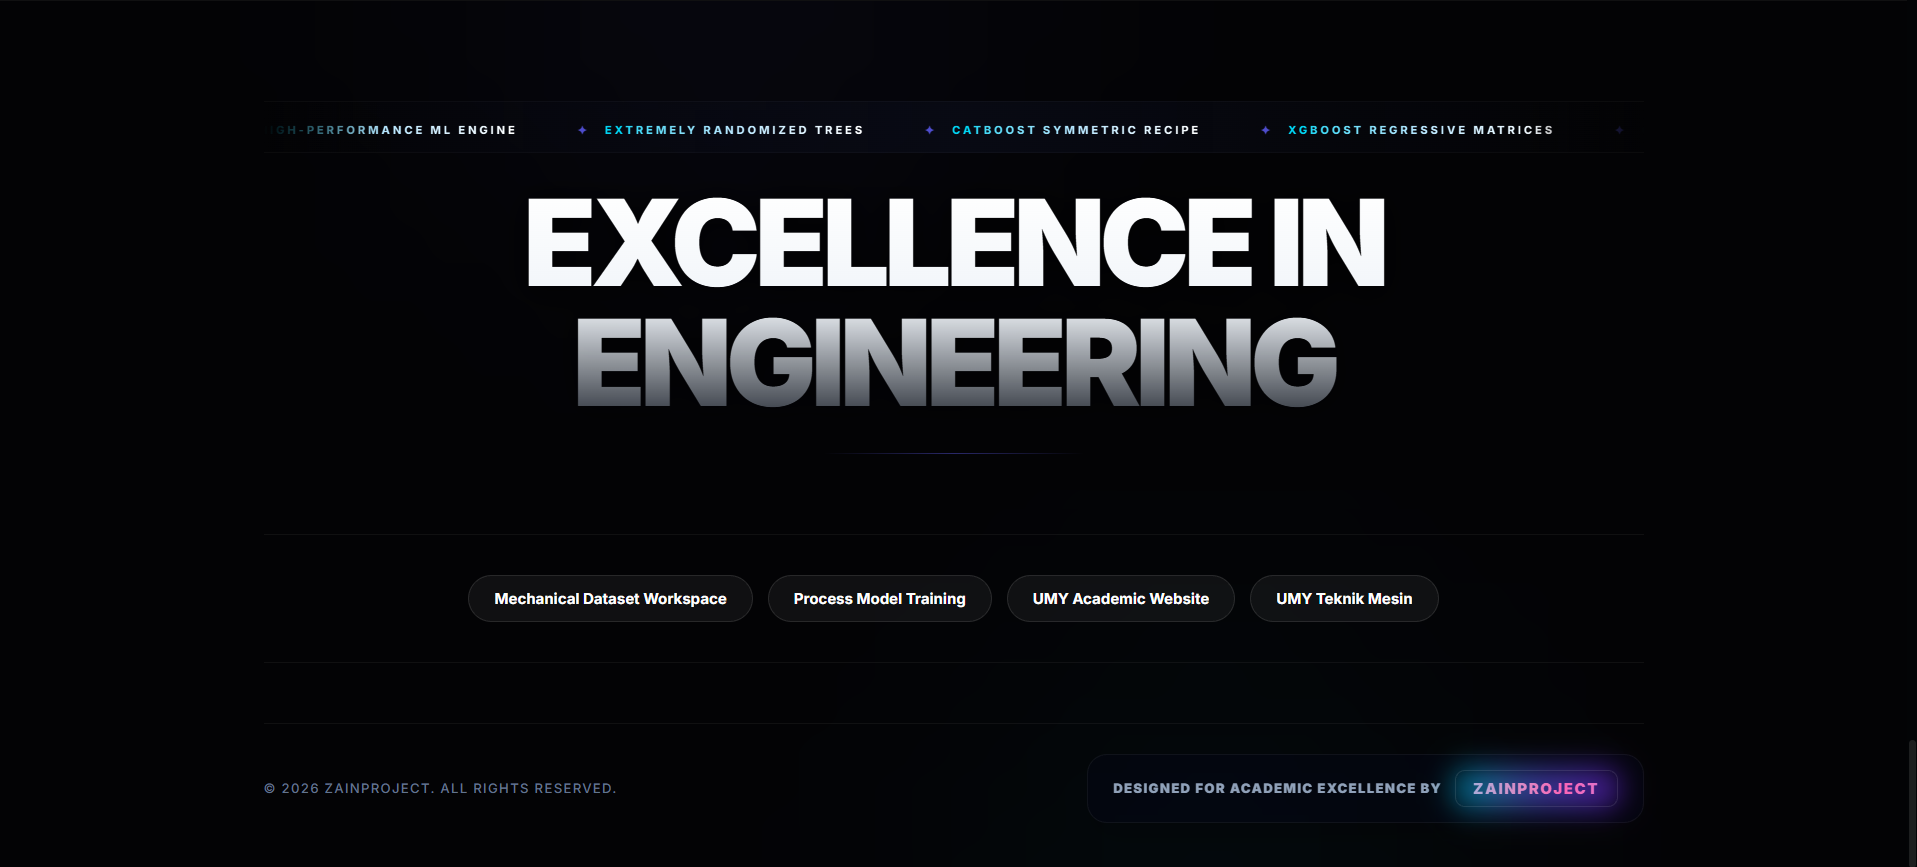 IGH-PERFORMANCE ML ENGINE ✦ EXTREMELY RANDOMIZED TREES ✦ CATBOOST SYMMETRIC RECIPE ✦ XGBOOST REGRESSIVE MATRICES ✦
EXCELLENCE IN
ENGINEERING
Mechanical Dataset Workspace Process Model Training UMY Academic Website UMY Teknik Mesin
© 2026 ZAINPROJECT. ALL RIGHTS RESERVED. DESIGNED FOR ACADEMIC EXCELLENCE BY ZAINPROJECT